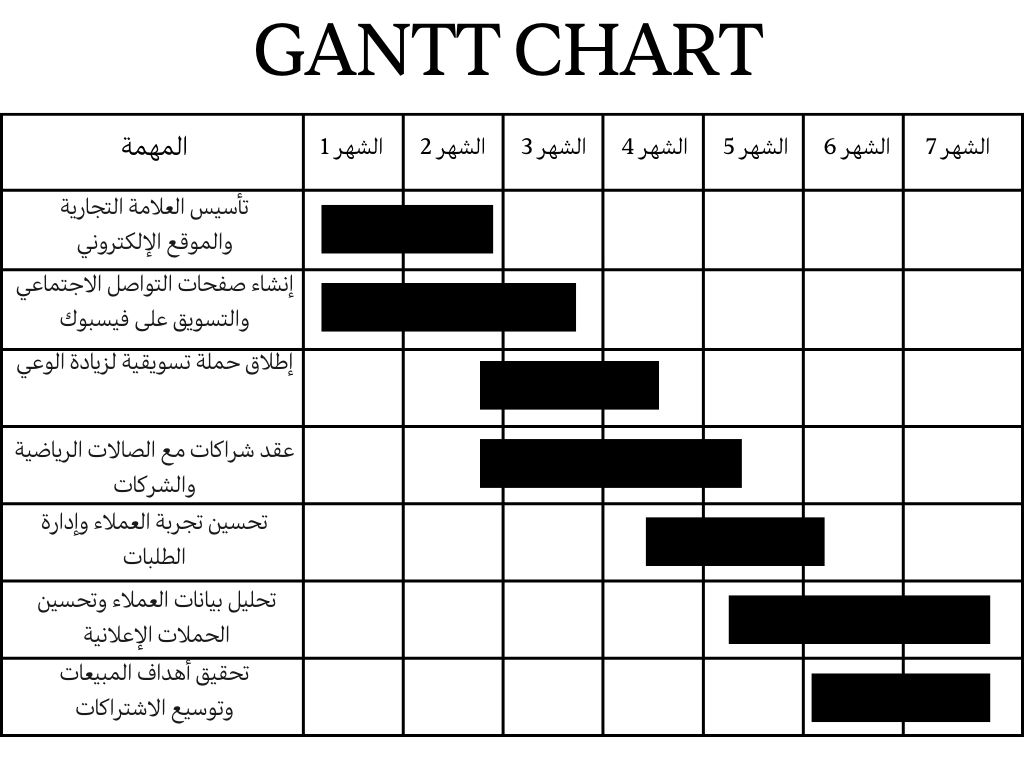 GANTT CHART
المهمة
الشهر 1
الشهر 2
الشهر 3
الشهر 4
الشهر 5
الشهر 6
الشهر 7
تأسيس العلامة التجارية
والموقع الإلكتروني
إنشاء صفحات التواصل الاجتماعي
والتسويق على فيسبوك
إطلاق حملة تسويقية لزيادة الوعي
عقد شراكات مع الصالات الرياضية
والشركات
تحسين تجربة العملاء وإدارة
الطلبات
تحليل بيانات العملاء وتحسين
الحملات الإعلانية
تحقيق أهداف المبيعات
وتوسيع الاشتراكات